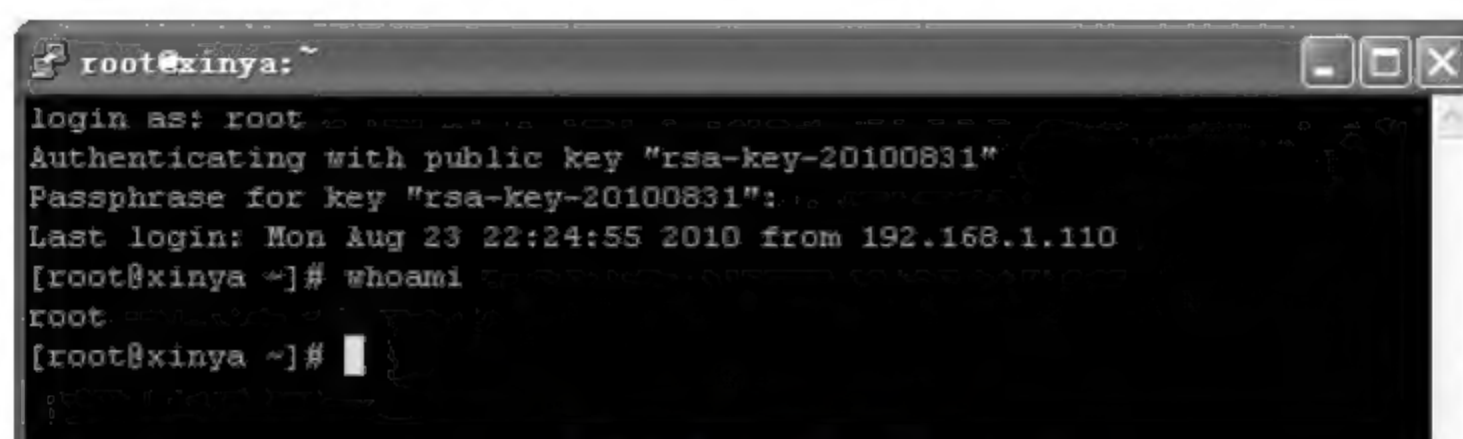 root@xinya:~
login as: root
Authenticating with public key "rsa-key-20100831"
Passphrase for key "rsa-key-20100831":
Last login: Mon Aug 23 22:24:55 2010 from 192.168.1.110
[root@xinya ~]# whoami
root
[root@xinya ~]#